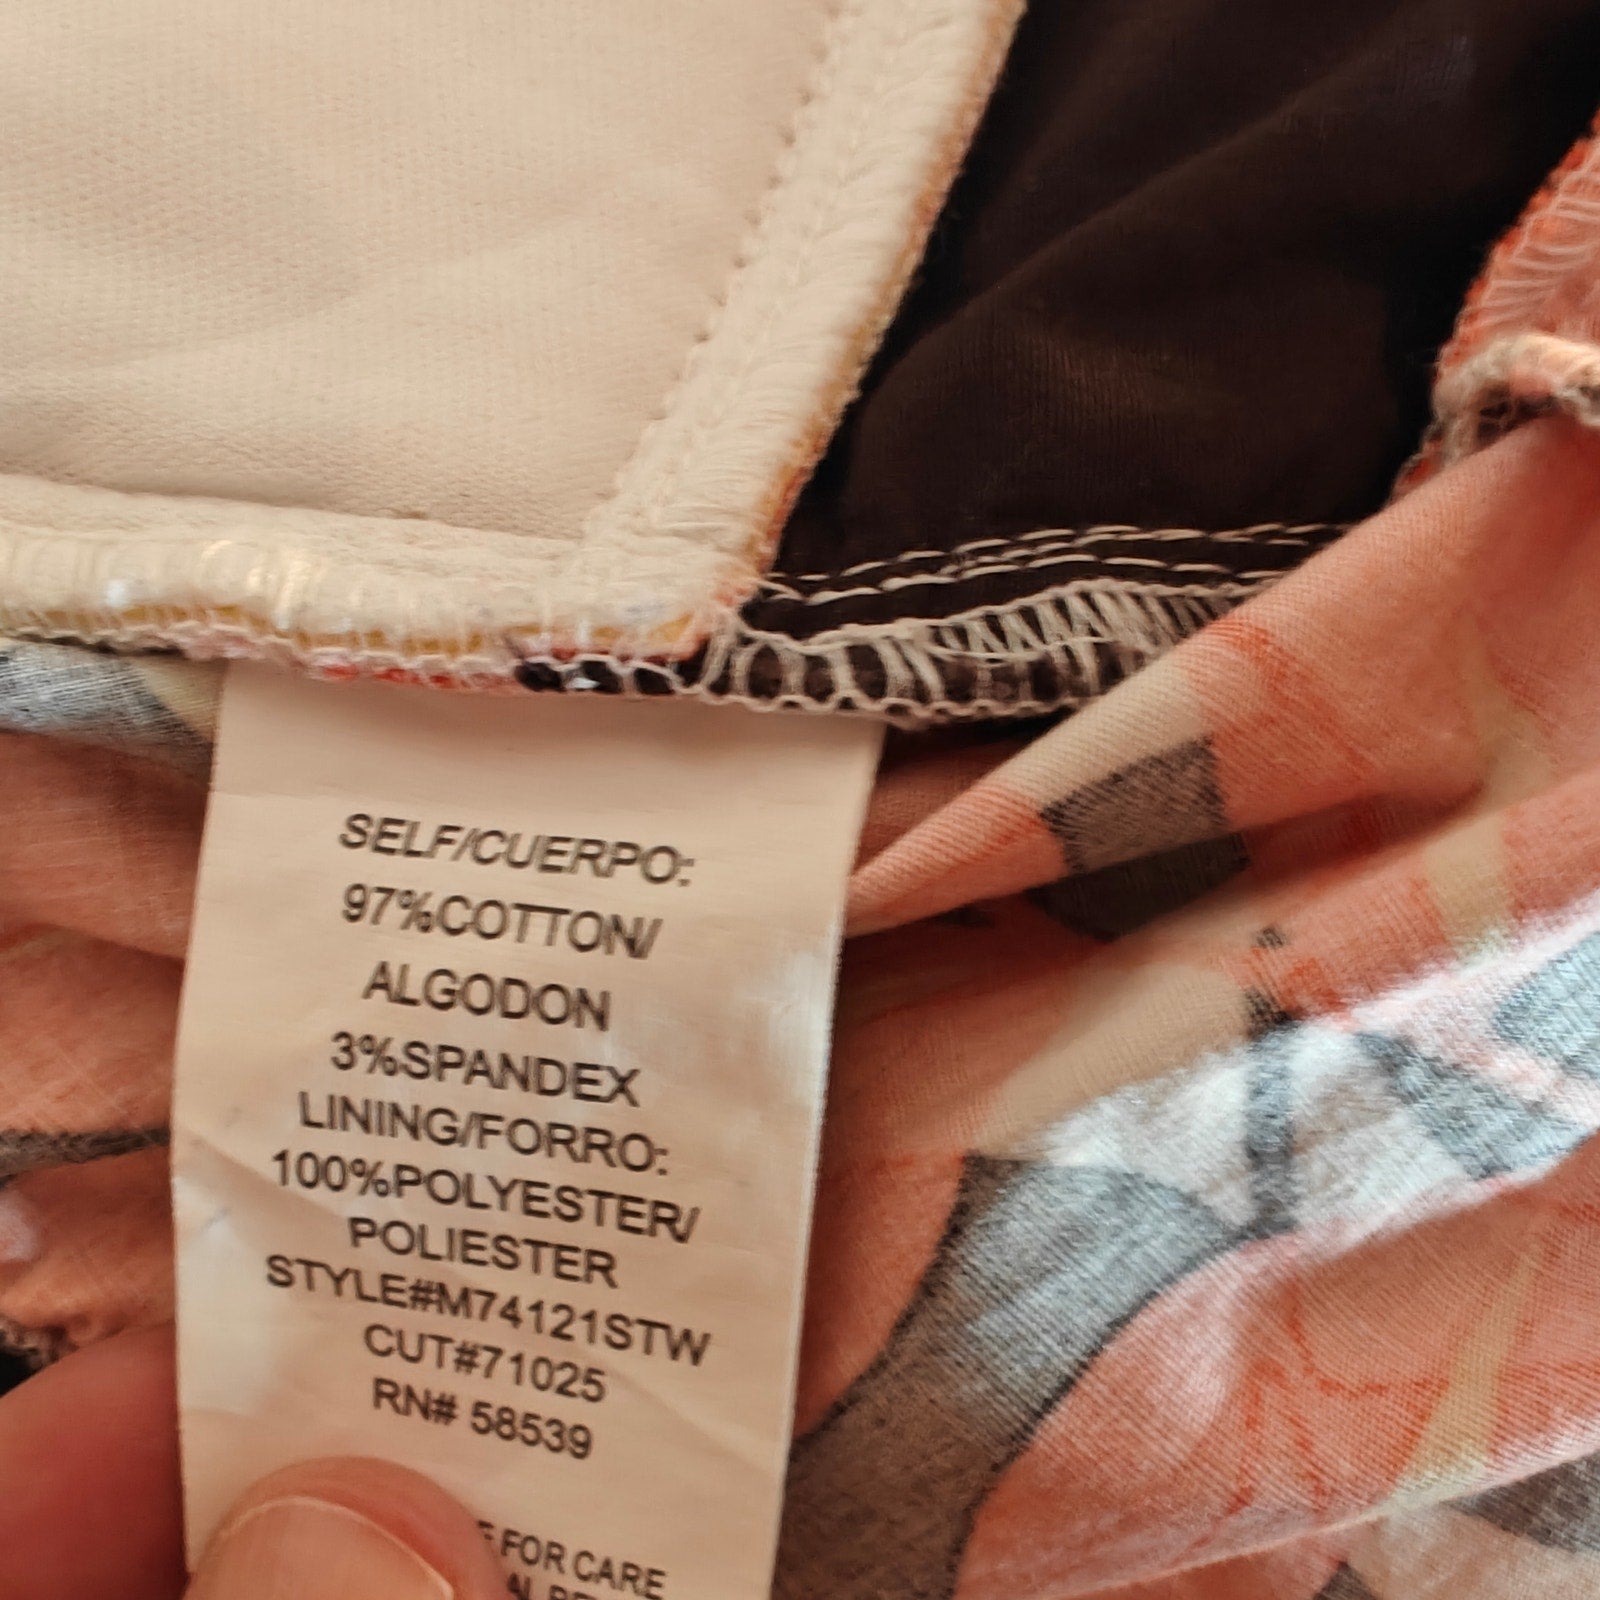 SELF/CUERPO:
97%COTTON/
ALGODON
3%SPANDEX
LINING/FORRO:
100%POLYESTER/
POLIESTER
STYLE#M74121STW
CUT#71025
RN# 58539
FOR CARE